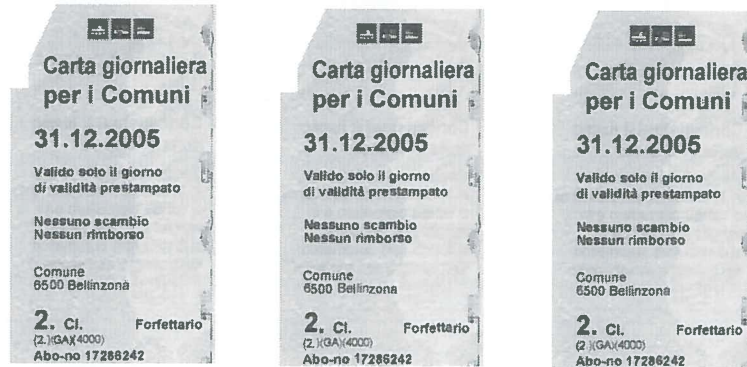 Carta giornaliera
per i Comuni
31.12.2005
Valido solo il giorno
di validità prestampato
Nessuno scambio
Nessun rimborso
Comune
6500 Bellinzona
2. Cl. Forfettario
(2.)(GA)(4000)
Abo-no 17286242
Carta giornaliera
per i Comuni
31.12.2005
Valido solo il giorno
di validità prestampato
Nessuno scambio
Nessun rimborso
Comune
6500 Bellinzona
2. Cl. Forfettario
(2.)(GA)(4000)
Abo-no 17286242
Carta giornaliera
per i Comuni
31.12.2005
Valido solo il giorno
di validità prestampato
Nessuno scambio
Nessun rimborso
Comune
6500 Bellinzona
2. Cl. Forfettario
(2.)(GA)(4000)
Abo-no 17286242